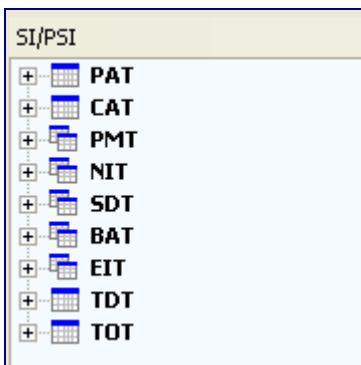 SI/PSI
PAT
CAT
PMT
NIT
SDT
BAT
EIT
TDT
TOT